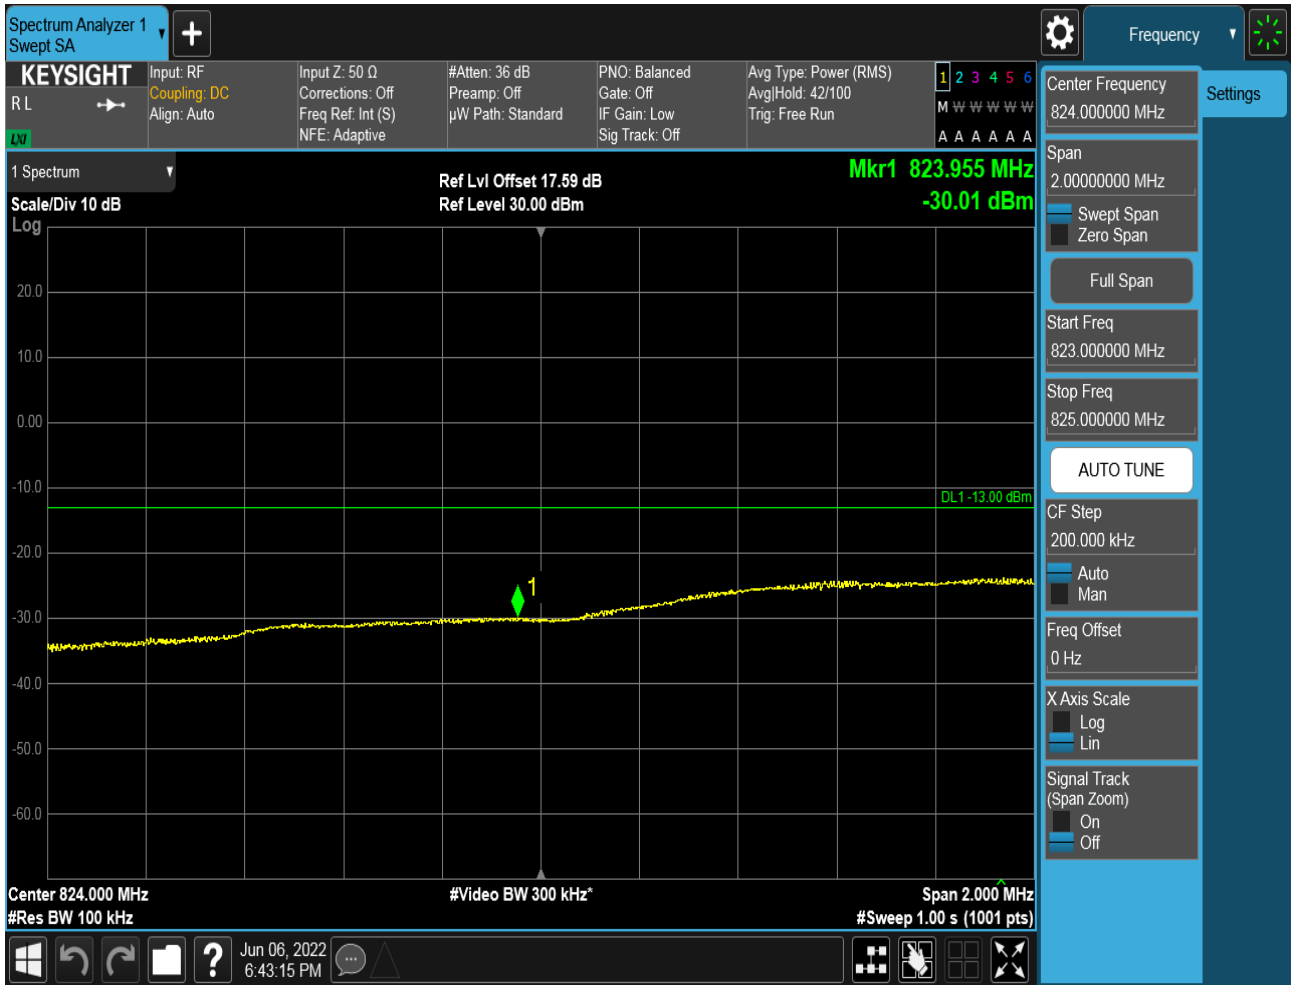 Spectrum Analyzer 1
Swept SA
+
Frequency
KEYSIGHT
R L
LXI
Input: RF
Coupling: DC
Align: Auto
Input Z: 50 Ω
Corrections: Off
Freq Ref: Int (S)
NFE: Adaptive
#Atten: 36 dB
Preamp: Off
µW Path: Standard
PNO: Balanced
Gate: Off
IF Gain: Low
Sig Track: Off
Avg Type: Power (RMS)
Avg|Hold: 42/100
Trig: Free Run
1 2 3 4 5 6
M W W W W W
A A A A A A
1 Spectrum
Scale/Div 10 dB
Log
Ref Lvl Offset 17.59 dB
Ref Level 30.00 dBm
Mkr1 823.955 MHz
-30.01 dBm
20.0
10.0
0.00
-10.0
-20.0
-30.0
-40.0
-50.0
-60.0
DL1 -13.00 dBm
1
Center 824.000 MHz
#Res BW 100 kHz
#Video BW 300 kHz*
Span 2.000 MHz
#Sweep 1.00 s (1001 pts)
Jun 06, 2022
6:43:15 PM
?
Center Frequency
824.000000 MHz
Settings
Span
2.00000000 MHz
Swept Span
Zero Span
Full Span
Start Freq
823.000000 MHz
Stop Freq
825.000000 MHz
AUTO TUNE
CF Step
200.000 kHz
Auto
Man
Freq Offset
0 Hz
X Axis Scale
Log
Lin
Signal Track
(Span Zoom)
On
Off